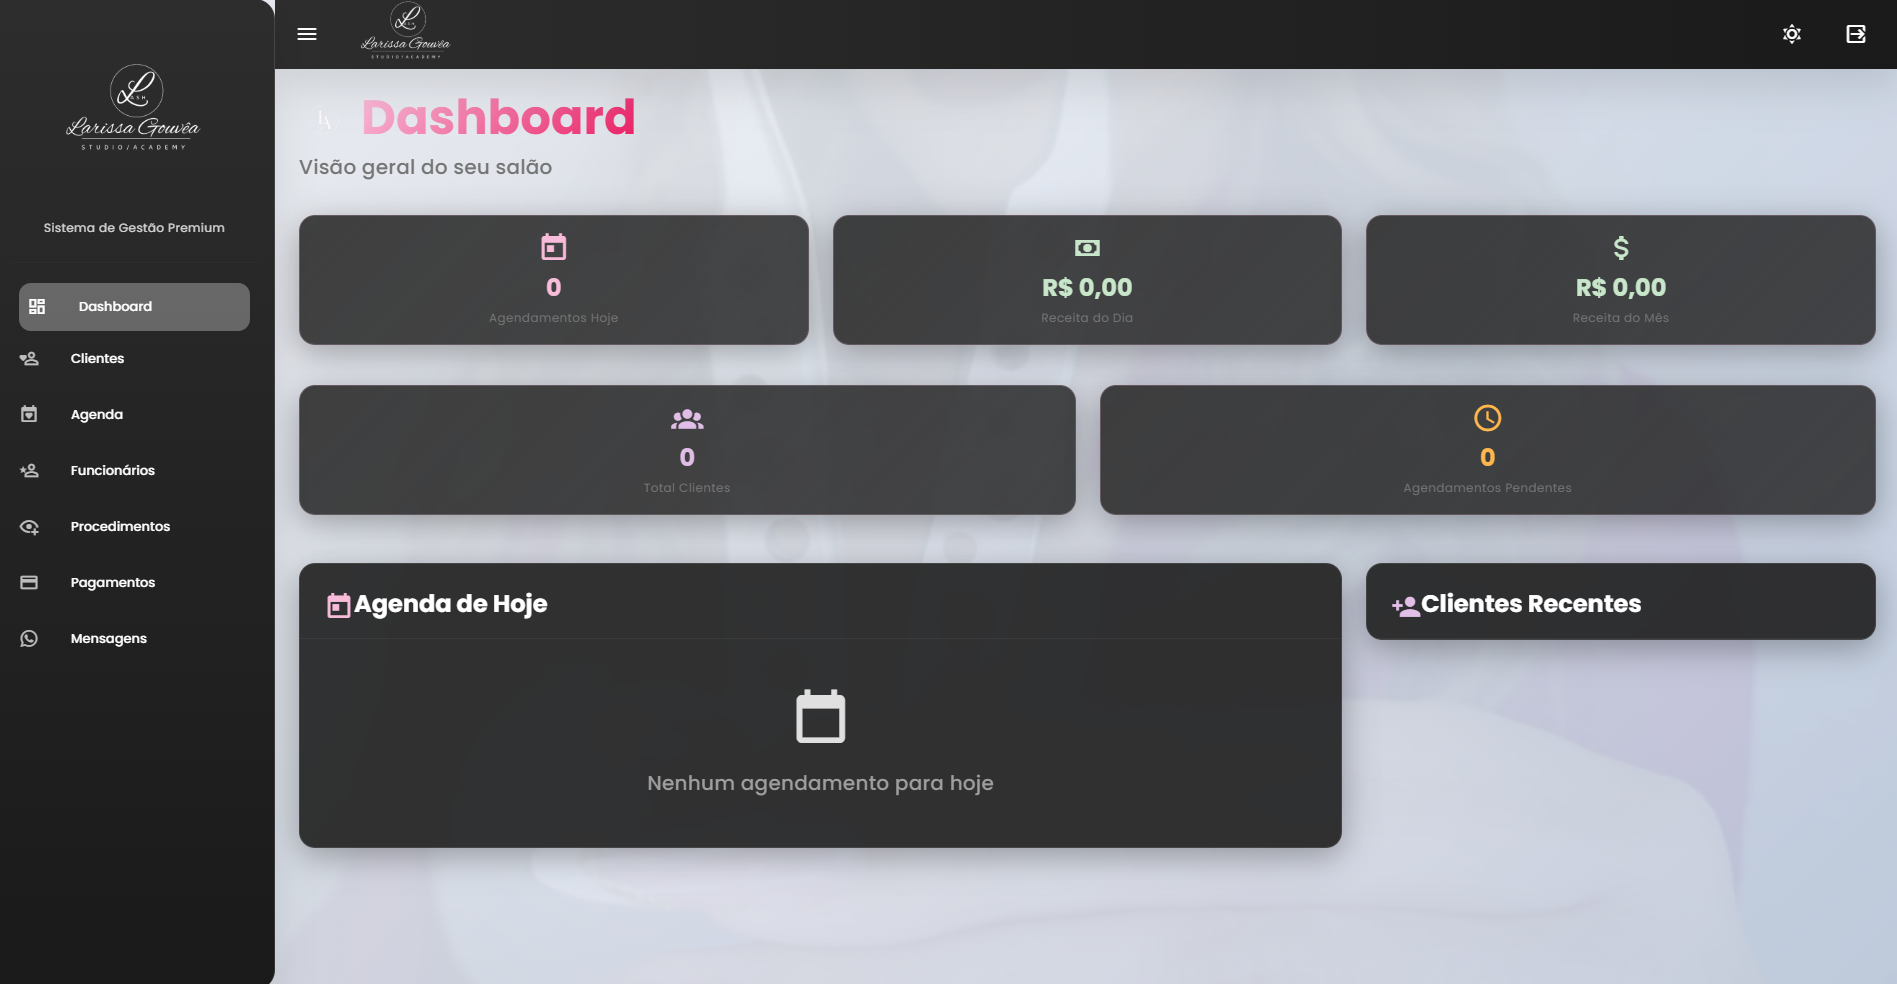 L
ASH
Larissa Gouvêa
STUDIO/ACADEMY
Sistema de Gestão Premium
Dashboard
Clientes
Agenda
Funcionários
Procedimentos
Pagamentos
Mensagens
L
Larissa Gouvêa
STUDIO/ACADEMY
Dashboard
Visão geral do seu salão
0
Agendamentos Hoje
R$ 0,00
Receita do Dia
R$ 0,00
Receita do Mês
0
Total Clientes
0
Agendamentos Pendentes
Agenda de Hoje
Nenhum agendamento para hoje
Clientes Recentes